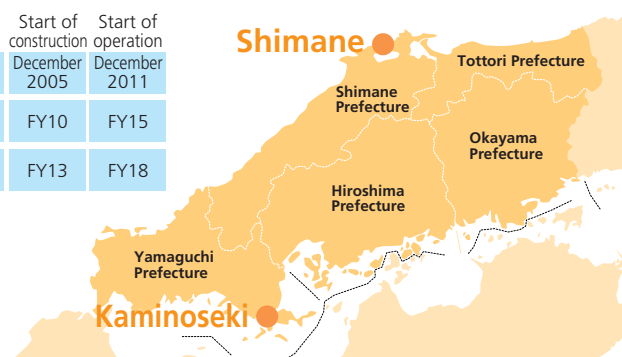 Start of Start of
construction operation
December December
2005 2011
FY10 FY15
FY13 FY18
Shimane
Tottori Prefecture
Shimane
Prefecture
Okayama
Prefecture
Hiroshima
Prefecture
Yamaguchi
Prefecture
Kaminoseki